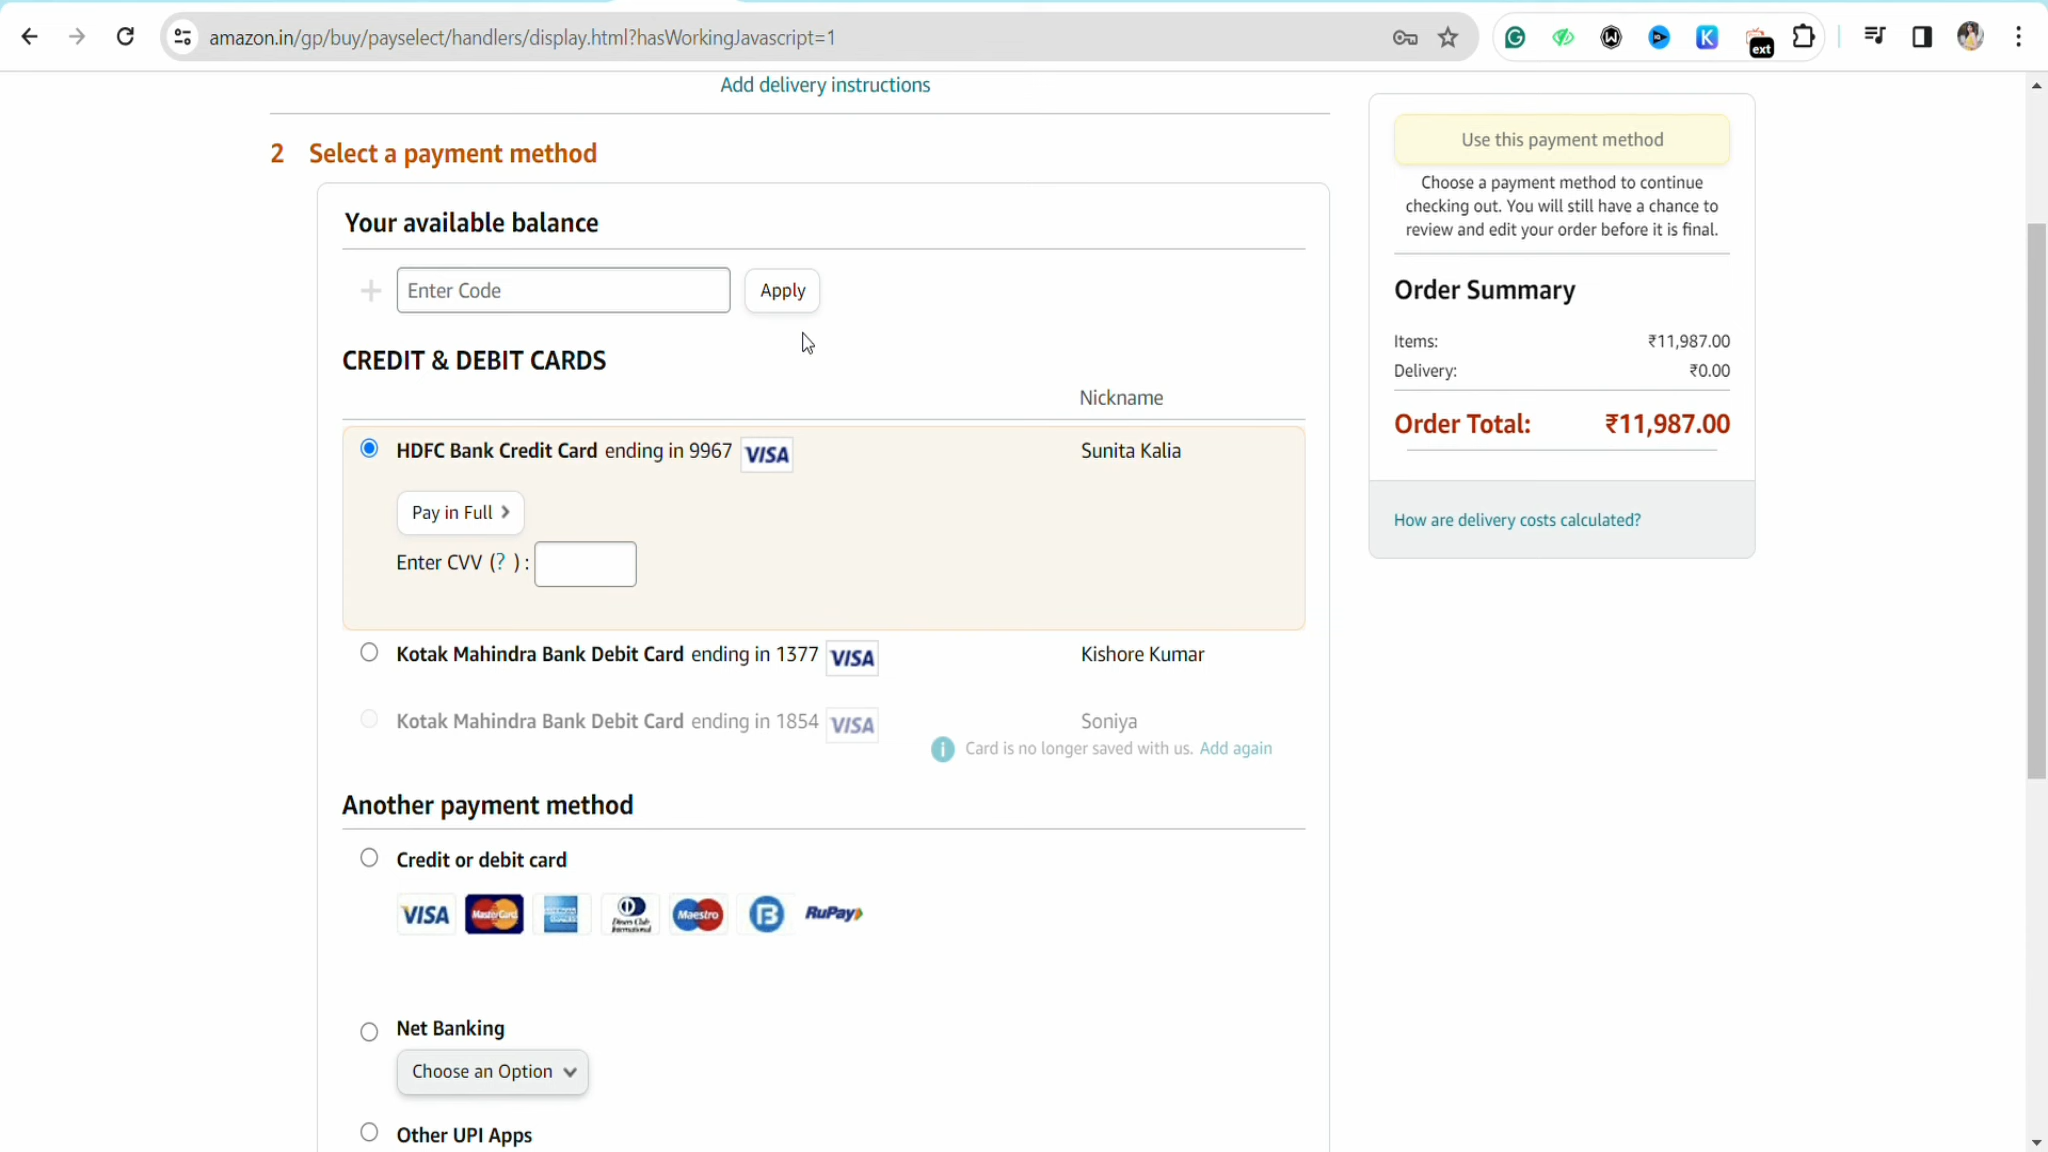 amazon.in/gp/buy/payselect/handlers/display.html?hasWorkingJavascript=1
ext
Add delivery instructions
2 Select a payment method
Your available balance
Enter Code
Apply
CREDIT & DEBIT CARDS
Nickname
HDFC Bank Credit Card ending in 9967 VISA Sunita Kalia
Pay in Full
Enter CVV (? ) :
Kotak Mahindra Bank Debit Card ending in 1377 VISA Kishore Kumar
Kotak Mahindra Bank Debit Card ending in 1854 VISA Soniya
Card is no longer saved with us. Add again
Another payment method
Credit or debit card
VISA MasterCard Diners Club International Maestro RuPay
Net Banking
Choose an Option
Other UPI Apps
Use this payment method
Choose a payment method to continue
checking out. You will still have a chance to
review and edit your order before it is final.
Order Summary
Items: ₹11,987.00
Delivery: ₹0.00
Order Total: ₹11,987.00
How are delivery costs calculated?